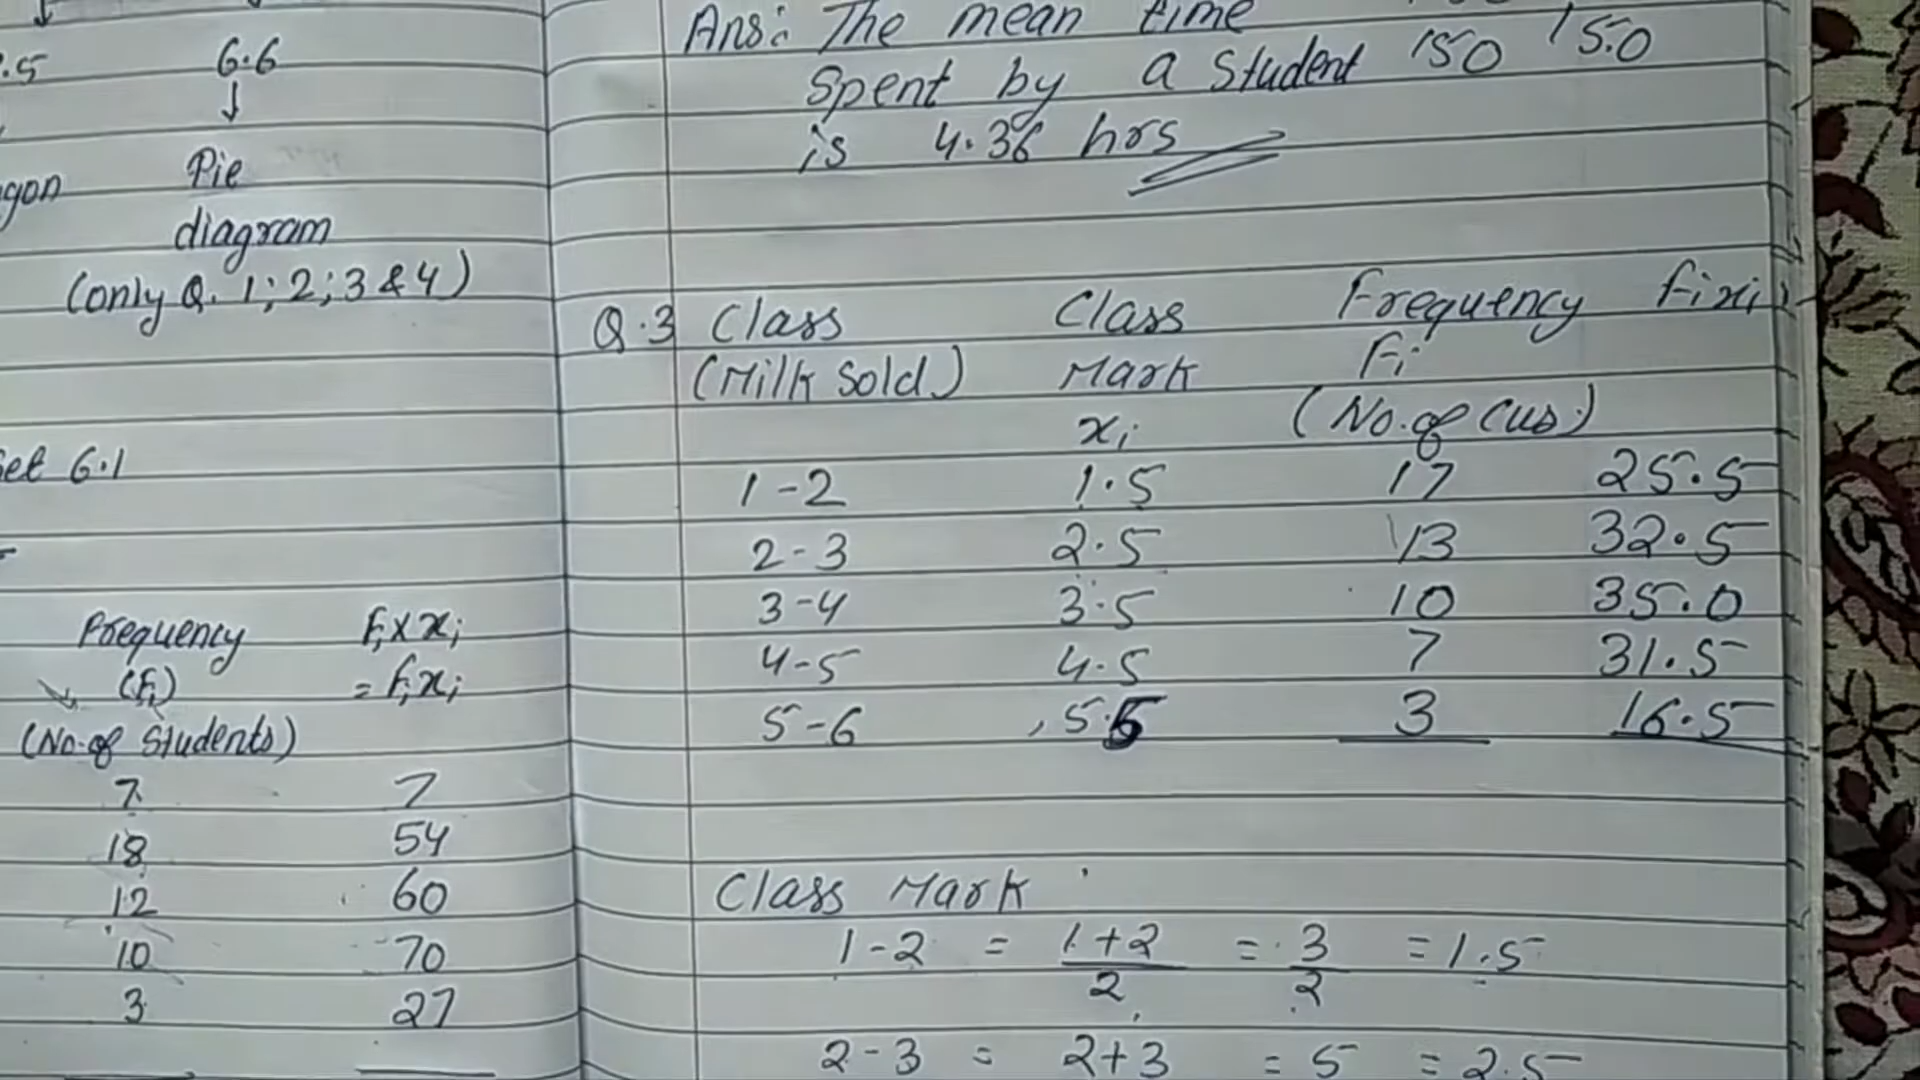 .5 6.6
gon Pie
diagram
(only Q. 1; 2; 3 & 4)
Set 6.1
Frequency Fi x xi
(Fi) = fixi
(No. of Students)
7 7
18 54
12 60
10 70
3 27
Ans: The mean time
Spent by a Student 150 15.0
is 4.36 hrs
Q.3 Class Class Frequency fixi
(Milk Sold) Mark Fi
xi (No. of Cus.)
1-2 1.5 17 25.5
2-3 2.5 13 32.5
3-4 3.5 10 35.0
4-5 4.5 7 31.5
5-6 5.5 3 16.5
Class Mark
1-2 = 1+2 = 3 = 1.5
2 2
2-3 = 2+3 = 5 = 2.5